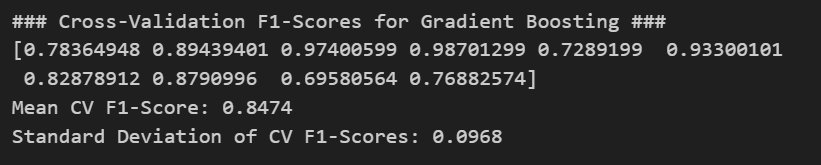 ### Cross-Validation F1-Scores for Gradient Boosting ###
[0.78364948 0.89439401 0.97400599 0.98701299 0.7289199  0.93300101
 0.82878912 0.8790996  0.69580564 0.76882574]
Mean CV F1-Score: 0.8474
Standard Deviation of CV F1-Scores: 0.0968